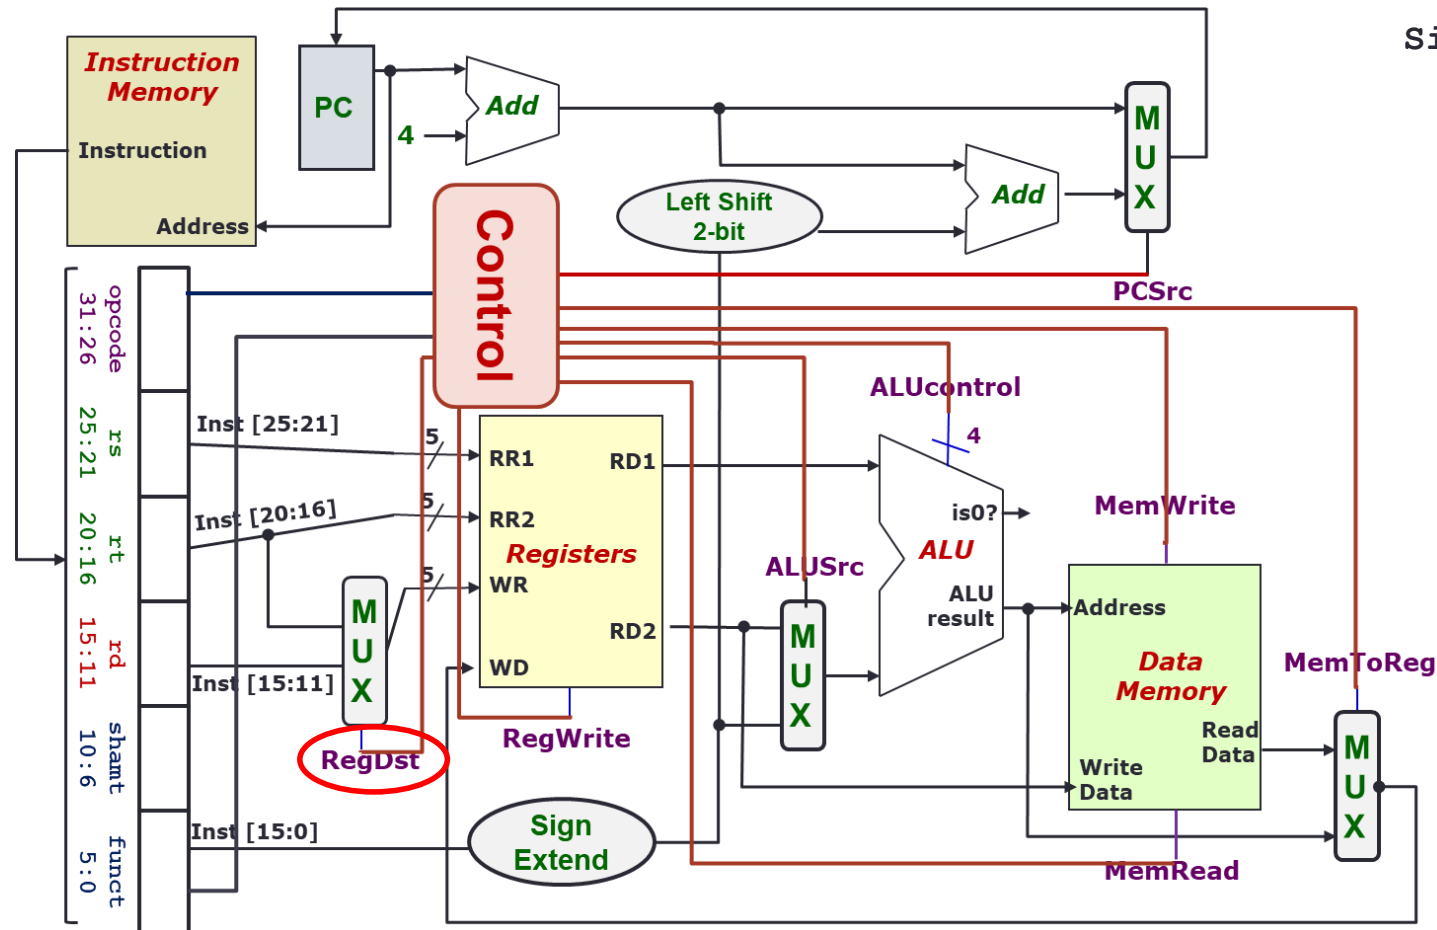 Si
Instruction
Memory
Instruction
Address
PC
4
Add
Add
M
U
X
Left Shift
2-bit
Control
PCSrc
opcode
31:26
rs
25:21
rt
20:16
rd
15:11
shamt
10:6
funct
5:0
Inst [25:21]
5
Inst [20:16]
5
5
M
U
X
Inst [15:11]
RegDst
Inst [15:0]
RR1
RR2
WR
WD
RD1
RD2
Registers
RegWrite
Sign
Extend
ALUSrc
M
U
X
ALUcontrol
4
is0?
ALU
ALU
result
MemWrite
Address
Data
Memory
Read
Data
Write
Data
MemRead
MemToReg
M
U
X